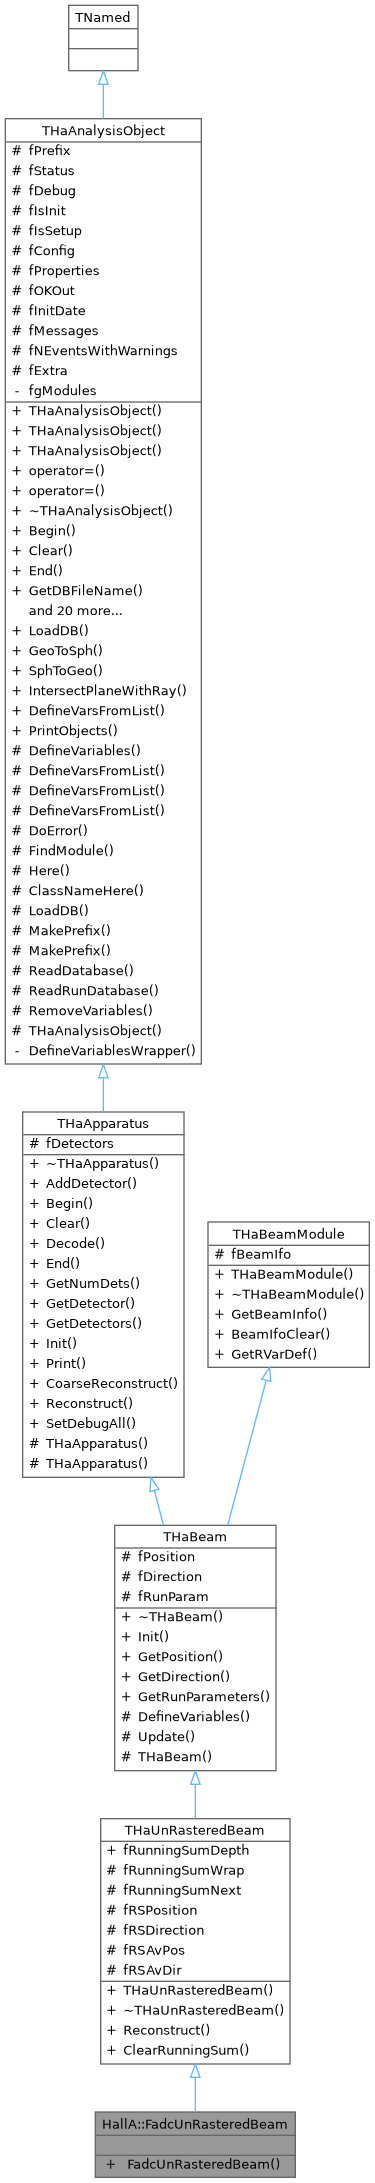 TNamed
THaAnalysisObject
# fPrefix
# fStatus
# fDebug
# fIsInit
# fIsSetup
# fConfig
# fProperties
# fOKOut
# fInitDate
# fMessages
# fNEventsWithWarnings
# fExtra
- fgModules
+ THaAnalysisObject()
+ THaAnalysisObject()
+ THaAnalysisObject()
+ operator=()
+ operator=()
+ ~THaAnalysisObject()
+ Begin()
+ Clear()
+ End()
+ GetDBFileName()
and 20 more...
+ LoadDB()
+ GeoToSph()
+ SphToGeo()
+ IntersectPlaneWithRay()
+ DefineVarsFromList()
+ PrintObjects()
# DefineVariables()
# DefineVarsFromList()
# DefineVarsFromList()
# DefineVarsFromList()
# DoError()
# FindModule()
# Here()
# ClassNameHere()
# LoadDB()
# MakePrefix()
# MakePrefix()
# ReadDatabase()
# ReadRunDatabase()
# RemoveVariables()
# THaAnalysisObject()
- DefineVariablesWrapper()
THaApparatus
# fDetectors
+ ~THaApparatus()
+ AddDetector()
+ Begin()
+ Clear()
+ Decode()
+ End()
+ GetNumDets()
+ GetDetector()
+ GetDetectors()
+ Init()
+ Print()
+ CoarseReconstruct()
+ Reconstruct()
+ SetDebugAll()
# THaApparatus()
# THaApparatus()
THaBeamModule
# fBeamIfo
+ THaBeamModule()
+ ~THaBeamModule()
+ GetBeamInfo()
+ BeamIfoClear()
+ GetRVarDef()
THaBeam
# fPosition
# fDirection
# fRunParam
+ ~THaBeam()
+ Init()
+ GetPosition()
+ GetDirection()
+ GetRunParameters()
# DefineVariables()
# Update()
# THaBeam()
THaUnRasteredBeam
+ fRunningSumDepth
# fRunningSumWrap
# fRunningSumNext
# fRSPosition
# fRSDirection
# fRSAvPos
# fRSAvDir
+ THaUnRasteredBeam()
+ ~THaUnRasteredBeam()
+ Reconstruct()
+ ClearRunningSum()
HallA::FadcUnRasteredBeam
+ FadcUnRasteredBeam()